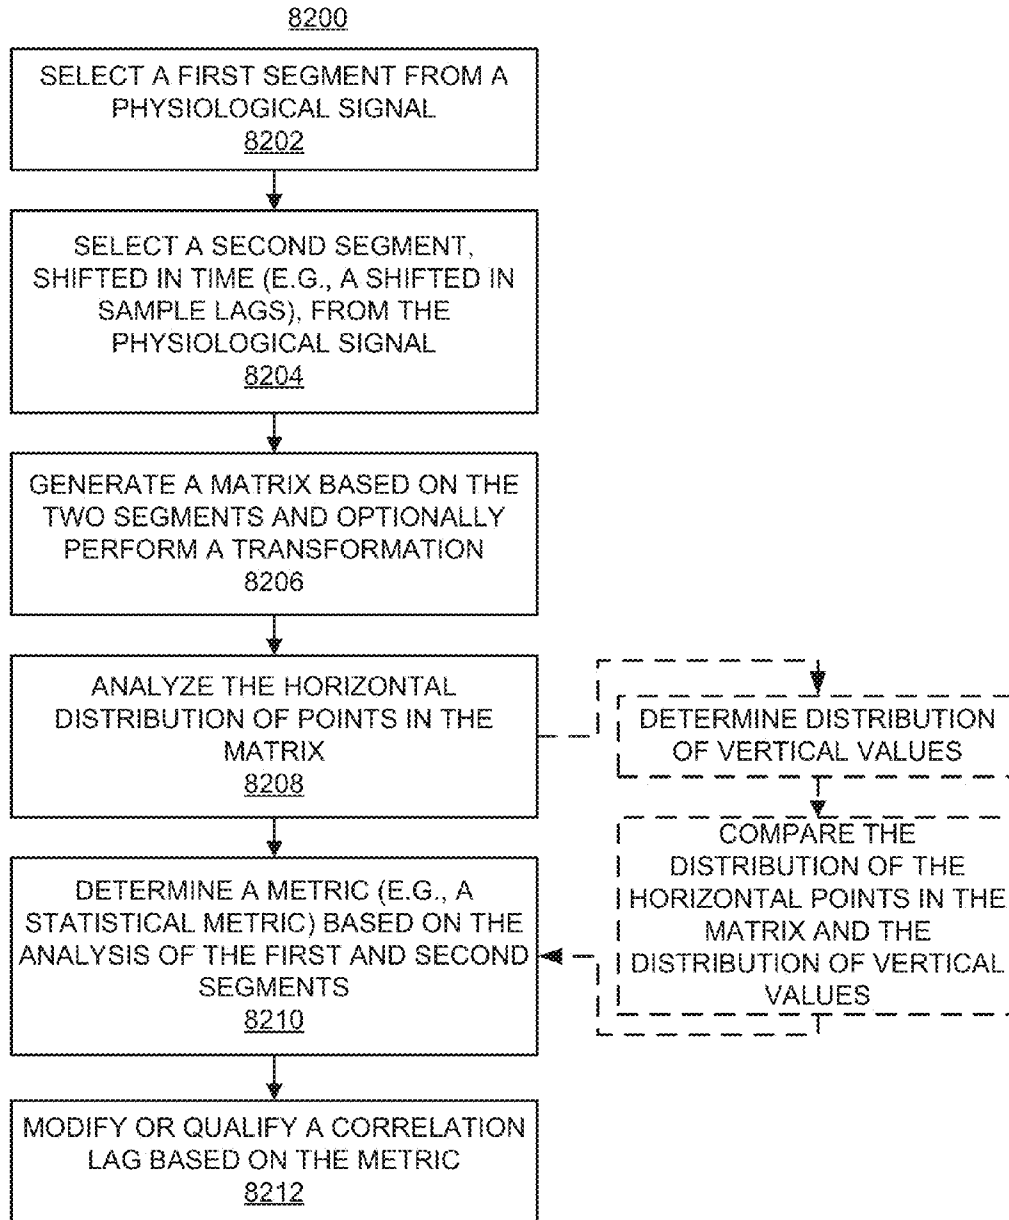 8200
SELECT A FIRST SEGMENT FROM A
PHYSIOLOGICAL SIGNAL
8202
SELECT A SECOND SEGMENT,
SHIFTED IN TIME (E.G., A SHIFTED IN
SAMPLE LAGS), FROM THE
PHYSIOLOGICAL SIGNAL
8204
GENERATE A MATRIX BASED ON THE
TWO SEGMENTS AND OPTIONALLY
PERFORM A TRANSFORMATION
8206
ANALYZE THE HORIZONTAL
DISTRIBUTION OF POINTS IN THE
MATRIX
8208
DETERMINE DISTRIBUTION
OF VERTICAL VALUES
COMPARE THE
DISTRIBUTION OF THE
HORIZONTAL POINTS IN THE
MATRIX AND THE
DISTRIBUTION OF VERTICAL
VALUES
DETERMINE A METRIC (E.G., A
STATISTICAL METRIC) BASED ON THE
ANALYSIS OF THE FIRST AND SECOND
SEGMENTS
8210
MODIFY OR QUALIFY A CORRELATION
LAG BASED ON THE METRIC
8212